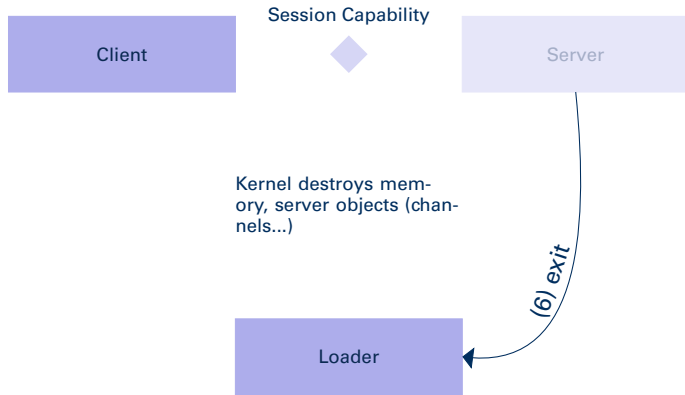 Session Capability
Client
Server
Kernel destroys mem-
ory, server objects (chan-
nels...)
(6) exit
Loader